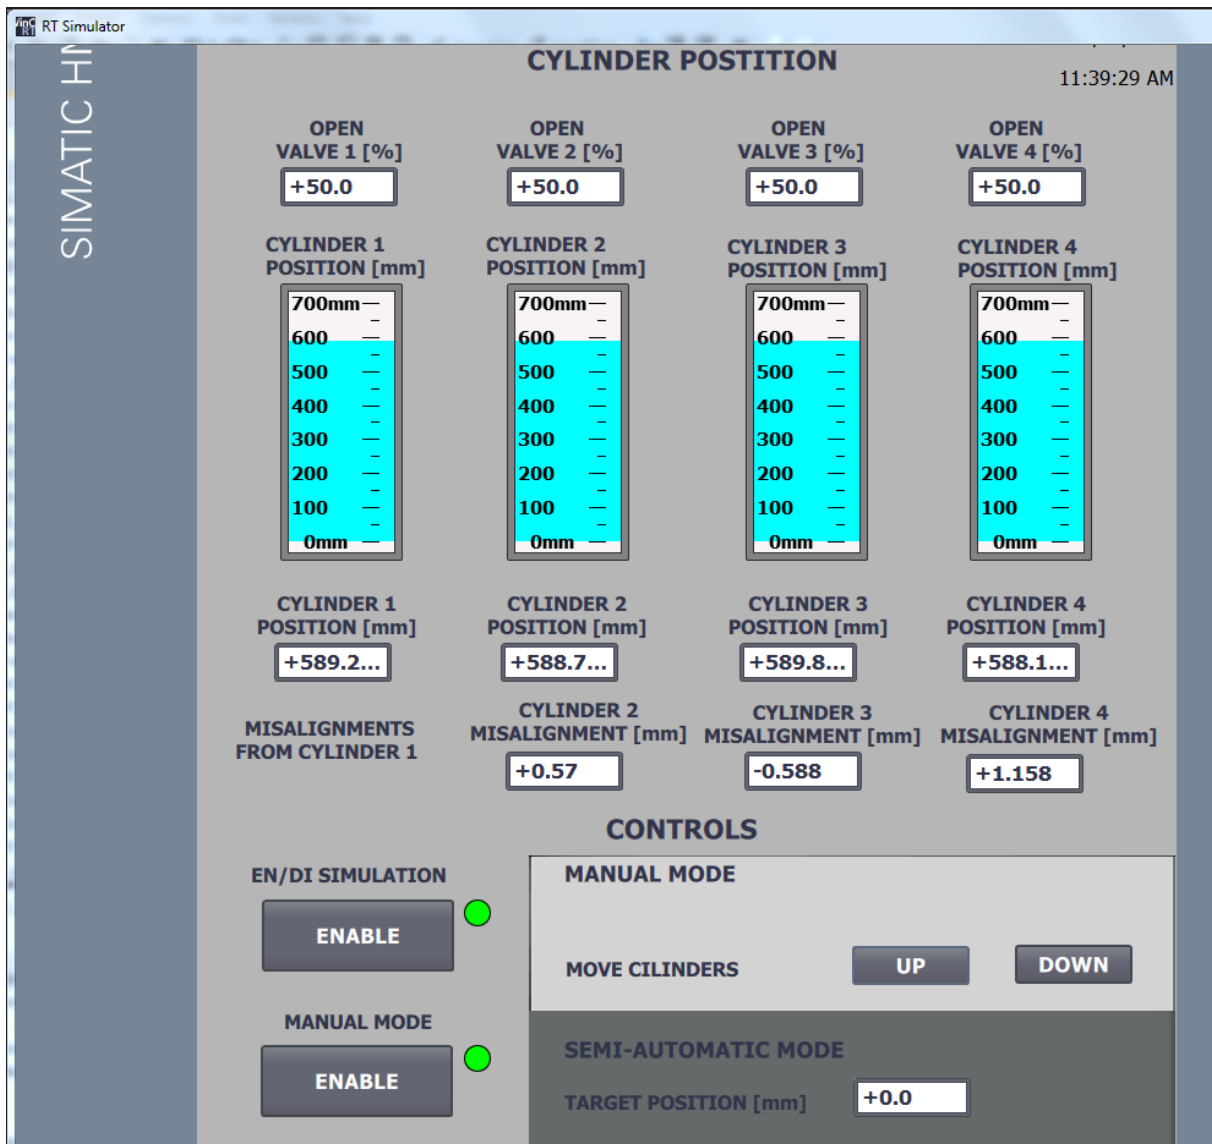 RT Simulator
SIMATIC
CYLINDER POSTITION
11:39:29 AM
OPEN
VALVE 1 [%]
OPEN
VALVE 2 [%]
OPEN
VALVE 3 [%]
OPEN
VALVE 4 [%]
+50.0
+50.0
+50.0
+50.0
CYLINDER 1
POSITION [mm]
CYLINDER 2
POSITION [mm]
CYLINDER 3
POSITION [mm]
CYLINDER 4
POSITION [mm]
700mm
600
500
400
300
200
100
0mm
700mm
600
500
400
300
200
100
0mm
700mm
600
500
400
300
200
100
0mm
700mm
600
500
400
300
200
100
0mm
CYLINDER 1
POSITION [mm]
CYLINDER 2
POSITION [mm]
CYLINDER 3
POSITION [mm]
CYLINDER 4
POSITION [mm]
+589.2...
+588.7...
+589.8...
+588.1...
MISALIGNMENTS
FROM CYLINDER 1
CYLINDER 2
MISALIGNMENT [mm]
+0.57
CYLINDER 3
MISALIGNMENT [mm]
-0.588
CYLINDER 4
MISALIGNMENT [mm]
+1.158
CONTROLS
EN/DI SIMULATION
ENABLE
MANUAL MODE
ENABLE
MANUAL MODE
MOVE CILINDERS
UP
DOWN
SEMI-AUTOMATIC MODE
TARGET POSITION [mm]
+0.0